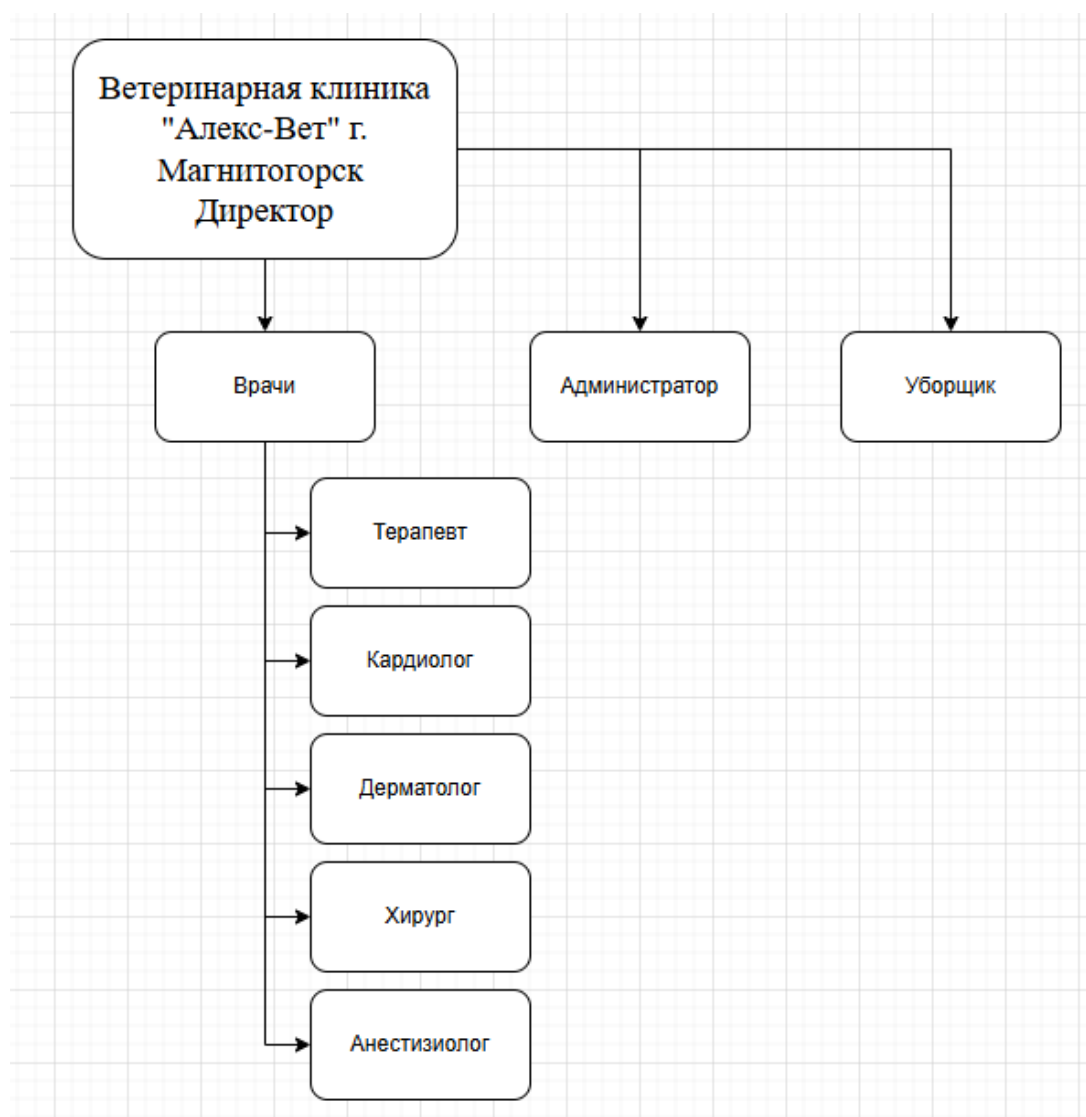 Ветеринарная клиника
"Алекс-Вет" г.
Магнитогорск
Директор
Врачи
Администратор
Уборщик
Терапевт
Кардиолог
Дерматолог
Хирург
Анестизиолог